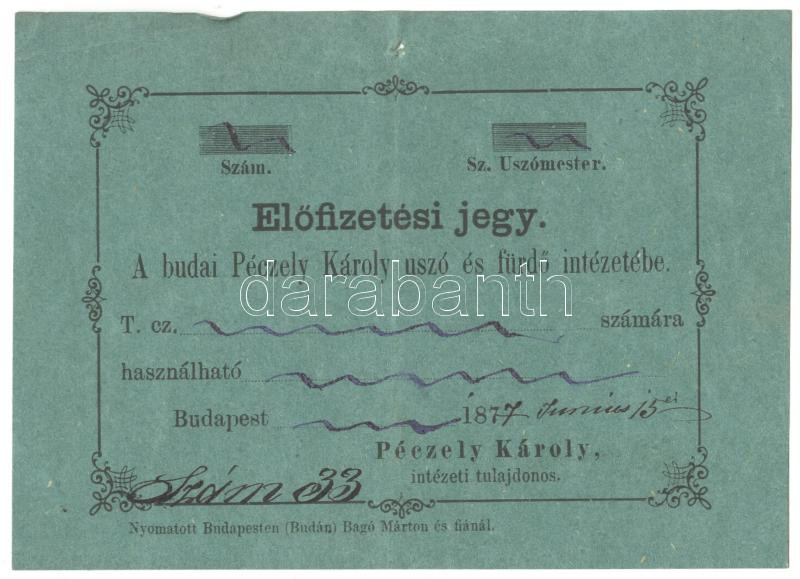 Szám. Sz. Uszómester.
Előfizetési jegy.
A budai Péczely Károly uszó és fürdő intézetébe.
darabanth
T. cz. számára
használható
Budapest 1877 Junius 15ei
Péczely Károly,
intézeti tulajdonos.
Szám 33
Nyomatott Budapesten (Budán) Bagó Márton és fiánál.